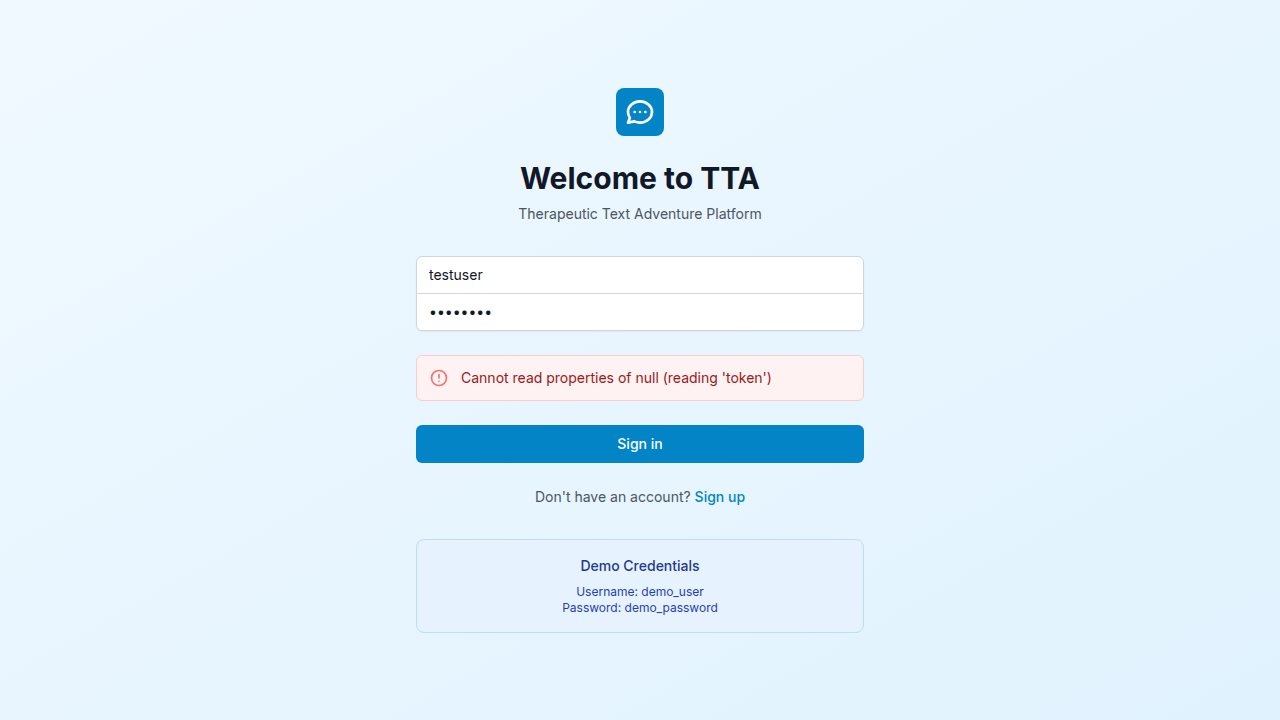 Welcome to TTA
Therapeutic Text Adventure Platform
testuser
••••••••
Cannot read properties of null (reading 'token')
Sign in
Don't have an account? Sign up
Demo Credentials
Username: demo_user
Password: demo_password